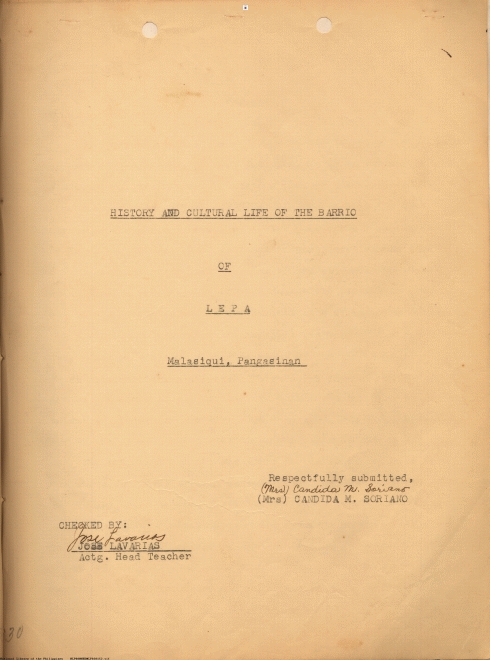 HISTORY AND CULTURAL LIFE OF THE BARRIO
OF
L E P A
Malasiqui, Pangasinan
Respectfully submitted,
(Mrs) Candida M. Soriano
(Mrs) CANDIDA M. SORIANO
CHECKED BY:
Jose Lavarias
JOSE LAVARIAS
Actg. Head Teacher
30